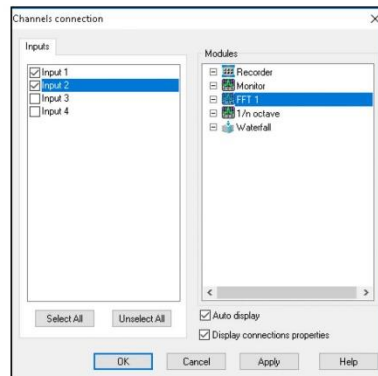 Channels connection
Inputs
Input 1
Input 2
Input 3
Input 4
Select All
Unselect All
Modules
Recorder
Monitor
FFT 1
1/n octave
Waterfall
Auto display
Display connections properties
OK
Cancel
Apply
Help